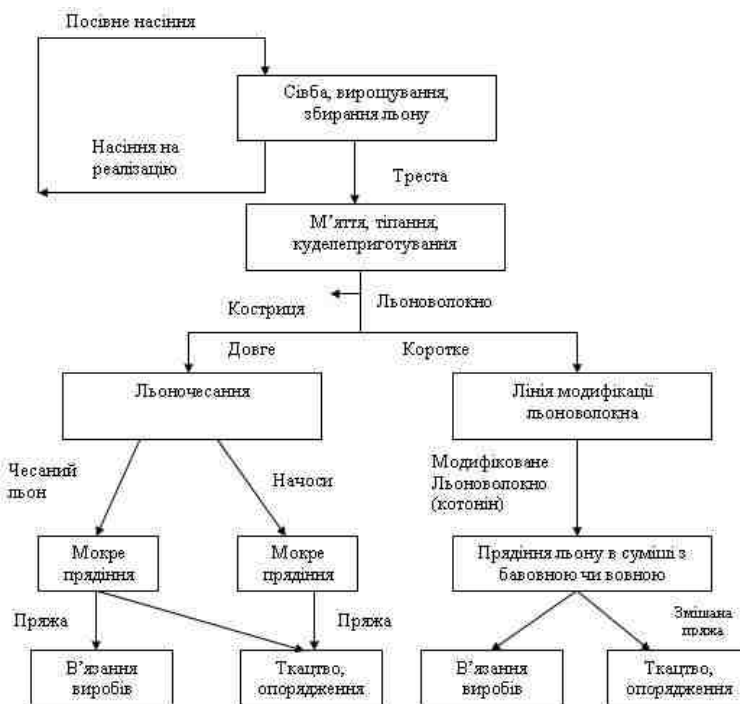 Посівне насіння
Сівба, вирощування,
збирання льону
Насіння на
реалізацію
Треста
М’яття, тіпання,
куделеприготування
Костриця
Льоноволокно
Довге
Коротке
Льоночесання
Лінія модифікації
льоноволокна
Чесаний
льон
Начоси
Модифіковане
Льоноволокно
(котонін)
Мокре
прядіння
Мокре
прядіння
Прядіння льону в суміші з
бавовною чи вовною
Пряжа
Пряжа
Змішана
пряжа
В’язання
виробів
Ткацтво,
опорядження
В’язання
виробів
Ткацтво,
опорядження